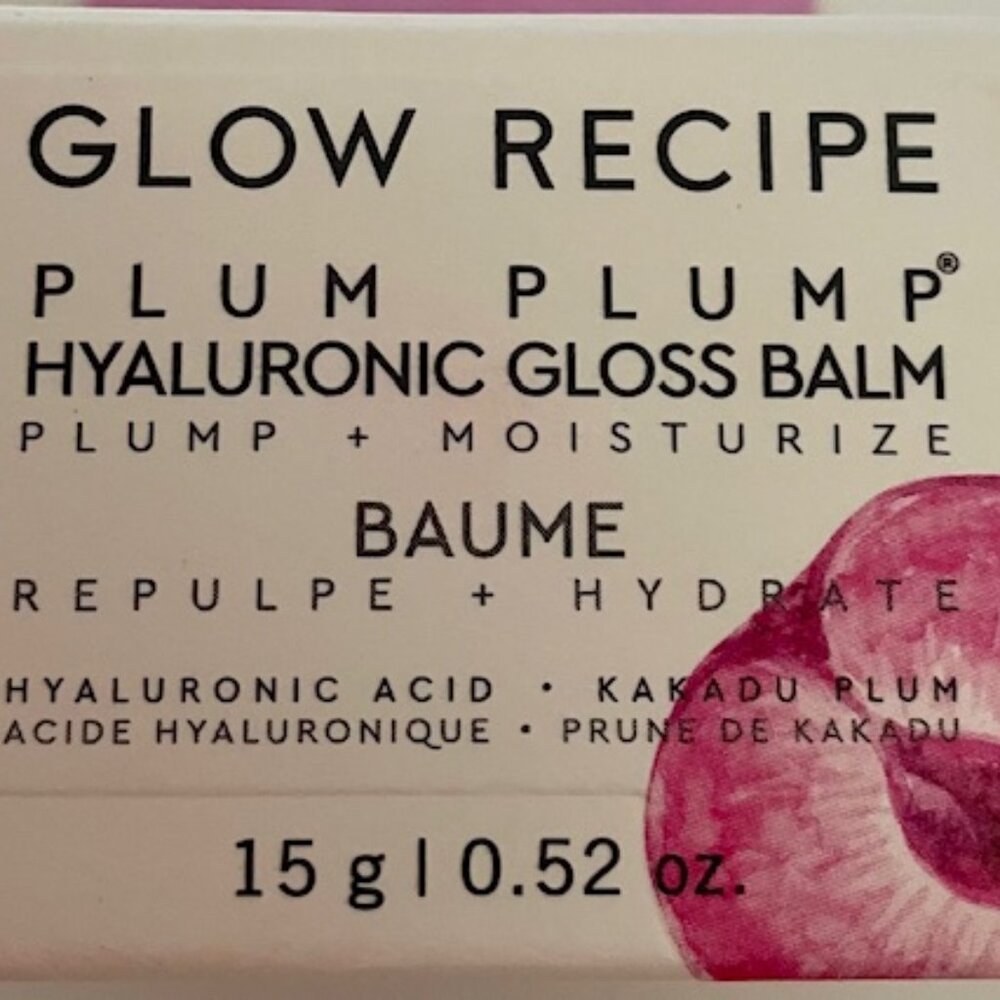 GLOW RECIPE
PLUM PLUMP®
HYALURONIC GLOSS BALM
PLUMP + MOISTURIZE
BAUME
REPULPE + HYDRATE
HYALURONIC ACID • KAKADU PLUM
ACIDE HYALURONIQUE • PRUNE DE KAKADU
15 g | 0.52 oz.